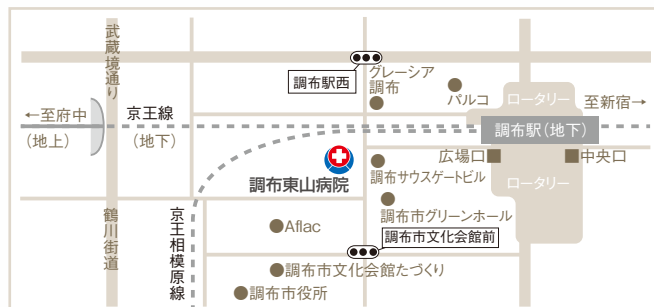 武蔵境通り
調布駅西
グレーシア
調布
パルコ
ロータリー
至新宿→
←至府中
(地上)
京王線
(地下)
調布駅(地下)
広場口
中央口
調布サウスゲートビル
ロータリー
調布東山病院
調布市グリーンホール
鶴川街道
京王相模原線
Aflac
調布市文化会館前
調布市文化会館たづくり
調布市役所